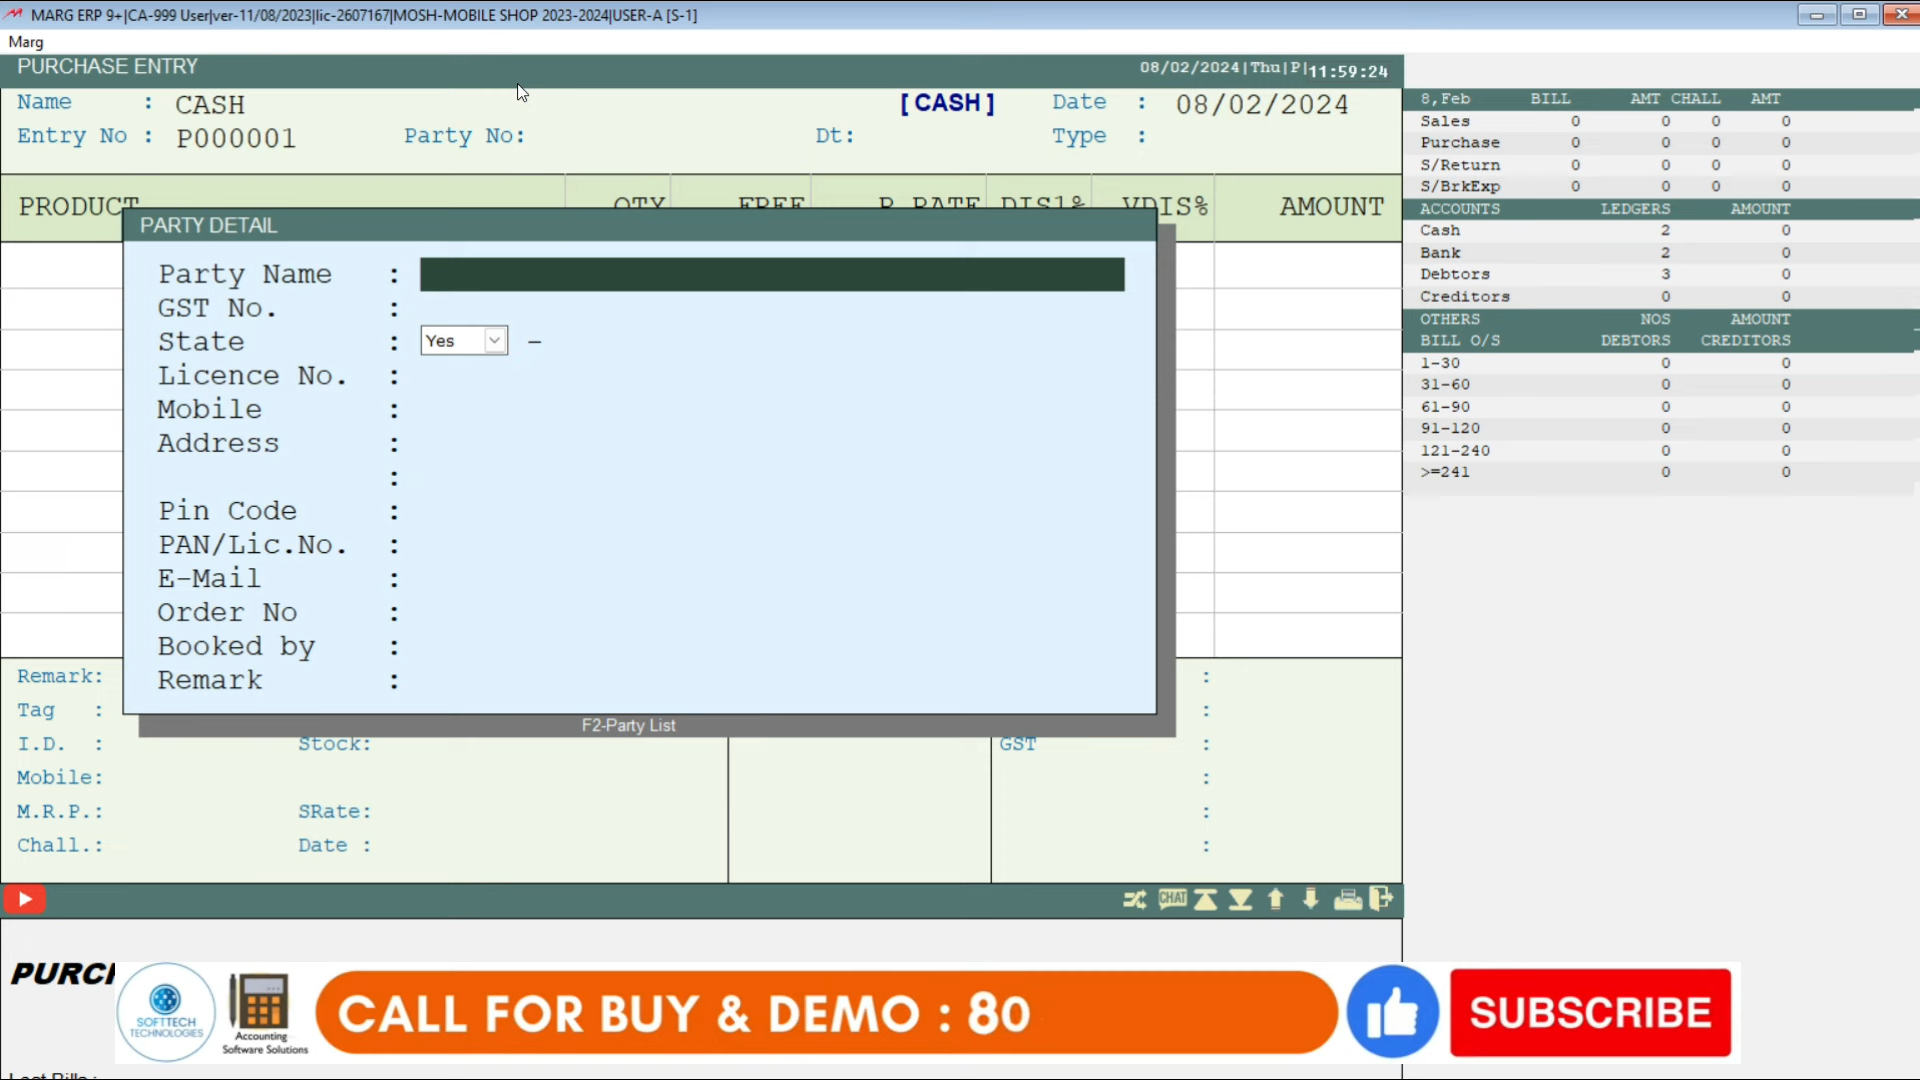 MARG ERP 9+|CA-999 User|ver-11/08/2023|lic-2607167|MOSH-MOBILE SHOP 2023-2024|USER-A [S-1]
Marg
PURCHASE ENTRY 08/02/2024|Thu|P|11:59:24
Name : CASH [ CASH ] Date : 08/02/2024
Entry No : P000001 Party No: Dt: Type :
PRODUCT QTY FREE P.RATE DIS1% VDIS% AMOUNT
PARTY DETAIL
Party Name :
GST No. :
State : Yes –
Licence No. :
Mobile :
Address :
:
Pin Code :
PAN/Lic.No. :
E-Mail :
Order No :
Booked by :
Remark :
F2-Party List
Remark: :
Tag : :
I.D. : Stock: GST :
Mobile: :
M.R.P.: SRate: :
Chall.: Date : :
CHAT
8,Feb BILL AMT CHALL AMT
Sales 0 0 0 0
Purchase 0 0 0 0
S/Return 0 0 0 0
S/BrkExp 0 0 0 0
ACCOUNTS LEDGERS AMOUNT
Cash 2 0
Bank 2 0
Debtors 3 0
Creditors 0 0
OTHERS NOS AMOUNT
BILL O/S DEBTORS CREDITORS
1-30 0 0
31-60 0 0
61-90 0 0
91-120 0 0
121-240 0 0
>=241 0 0
SOFTTECH
TECHNOLOGIES
Accounting
Software Solutions
CALL FOR BUY & DEMO : 80
SUBSCRIBE